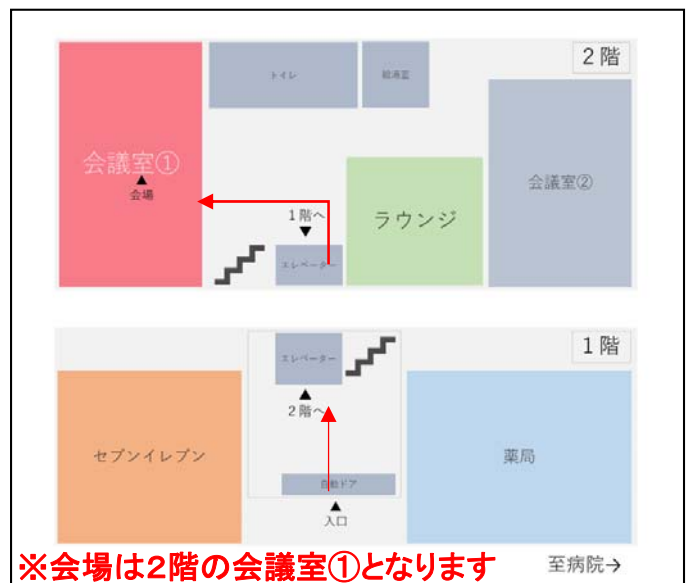 2階
トイレ
給湯室
会議室①
▲
会場
会議室②
ラウンジ
1階へ
▼
エレベーター
1階
エレベーター
▲
2階へ
セブンイレブン
薬局
自動ドア
▲
入口
※会場は2階の会議室①となります
至病院→